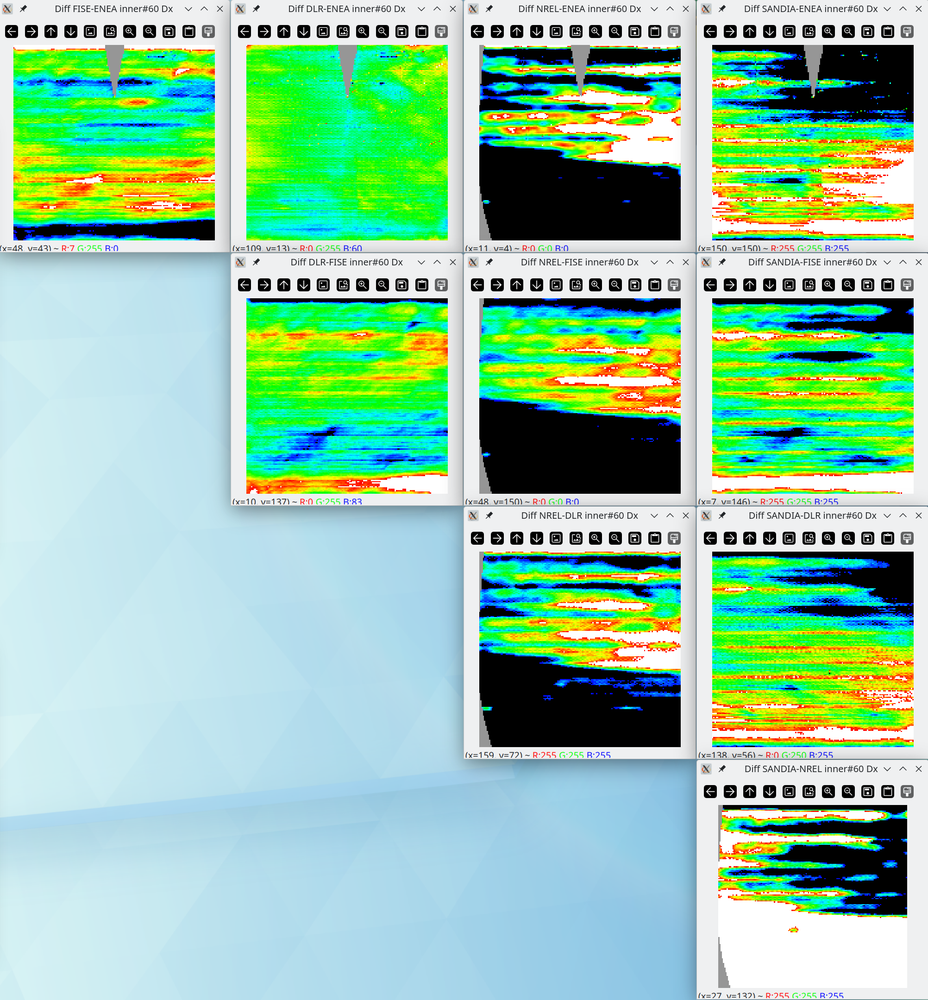 Diff FISE-ENEA inner#60 Dx
Diff DLR-ENEA inner#60 Dx
Diff NREL-ENEA inner#60 Dx
Diff SANDIA-ENEA inner#60 Dx
(x=48, y=43) ~ R:7 G:255 B:0
(x=109, y=13) ~ R:0 G:255 B:60
(x=11, y=4) ~ R:0 G:0 B:0
(x=150, y=150) ~ R:255 G:255 B:255
Diff DLR-FISE inner#60 Dx
Diff NREL-FISE inner#60 Dx
Diff SANDIA-FISE inner#60 Dx
(x=10, y=137) ~ R:0 G:255 B:83
(x=48, y=150) ~ R:0 G:0 B:0
(x=7, y=146) ~ R:255 G:255 B:255
Diff NREL-DLR inner#60 Dx
Diff SANDIA-DLR inner#60 Dx
(x=159, y=72) ~ R:255 G:255 B:255
(x=138, y=56) ~ R:0 G:250 B:255
Diff SANDIA-NREL inner#60 Dx
(x=27, y=132) ~ R:255 G:255 B:255